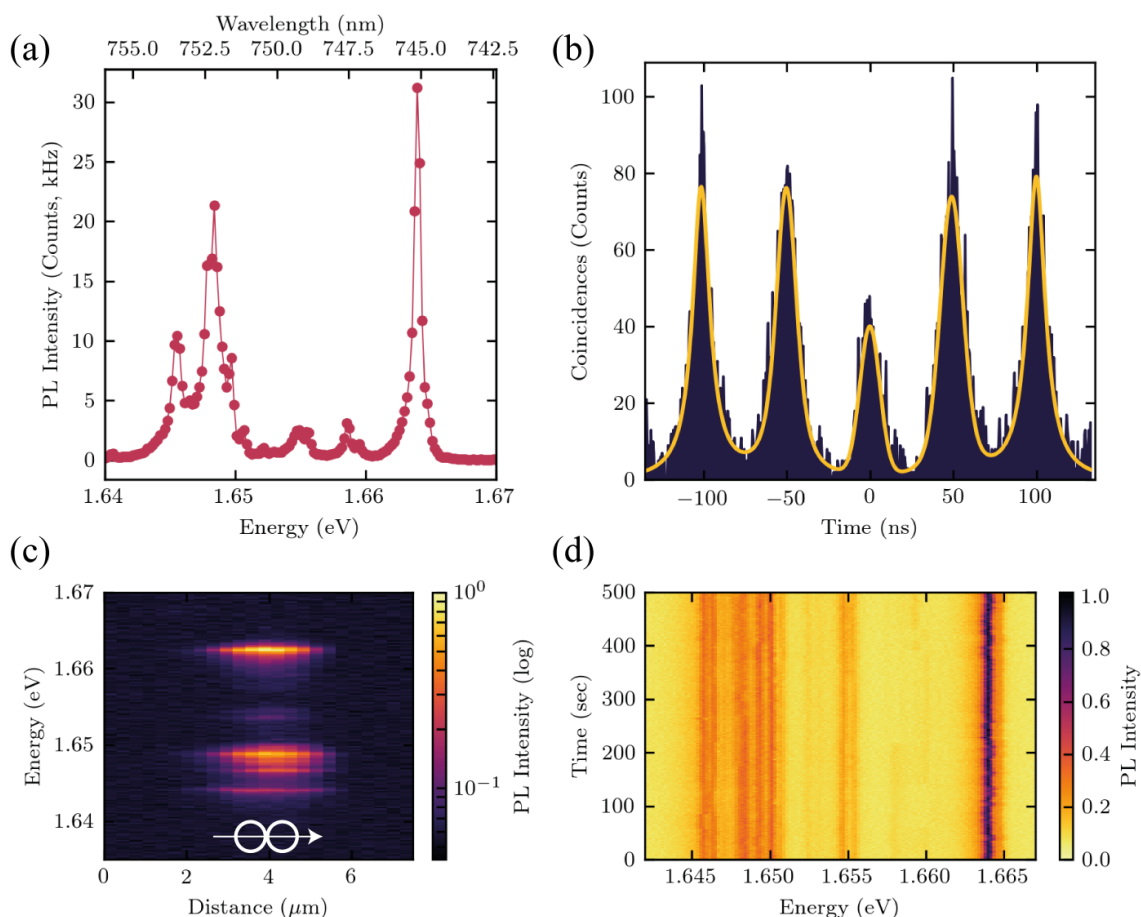 (a)
Wavelength (nm)
755.0 752.5 750.0 747.5 745.0 742.5
PL Intensity (Counts, kHz)
30
25
20
15
10
5
0
1.64 1.65 1.66 1.67
Energy (eV)
(b)
Coincidences (Counts)
100
80
60
40
20
0
−100 −50 0 50 100
Time (ns)
(c)
Energy (eV)
1.67
1.66
1.65
1.64
0 2 4 6
Distance (μm)
10⁰
10⁻¹
PL Intensity (log)
(d)
Time (sec)
500
400
300
200
100
0
1.645 1.650 1.655 1.660 1.665
Energy (eV)
1.0
0.8
0.6
0.4
0.2
0.0
PL Intensity